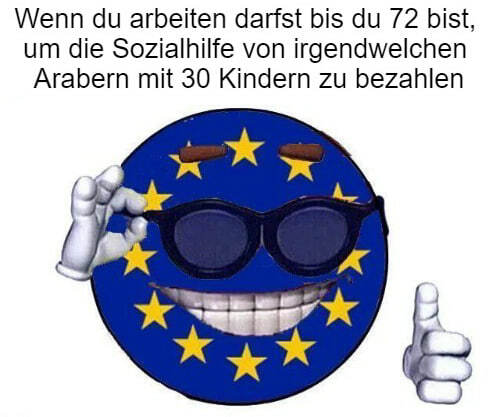 Wenn du arbeiten darfst bis du 72 bist,
um die Sozialhilfe von irgendwelchen
Arabern mit 30 Kindern zu bezahlen